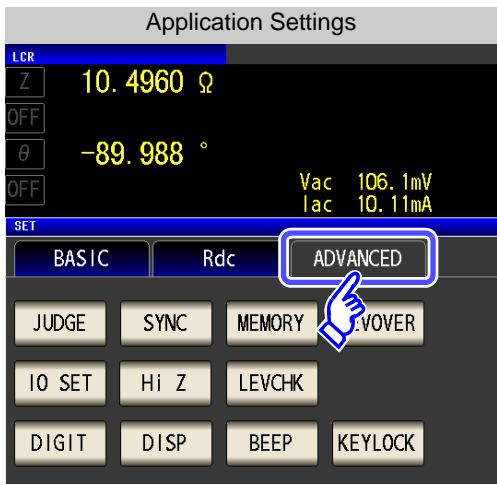 Application Settings
LCR
Z 10.4960 Ω
OFF
θ -89.988 °
OFF
Vac 106.1mV
Iac 10.11mA
SET
BASIC Rdc ADVANCED
JUDGE SYNC MEMORY VOVER
IO SET Hi Z LEVCHK
DIGIT DISP BEEP KEYLOCK